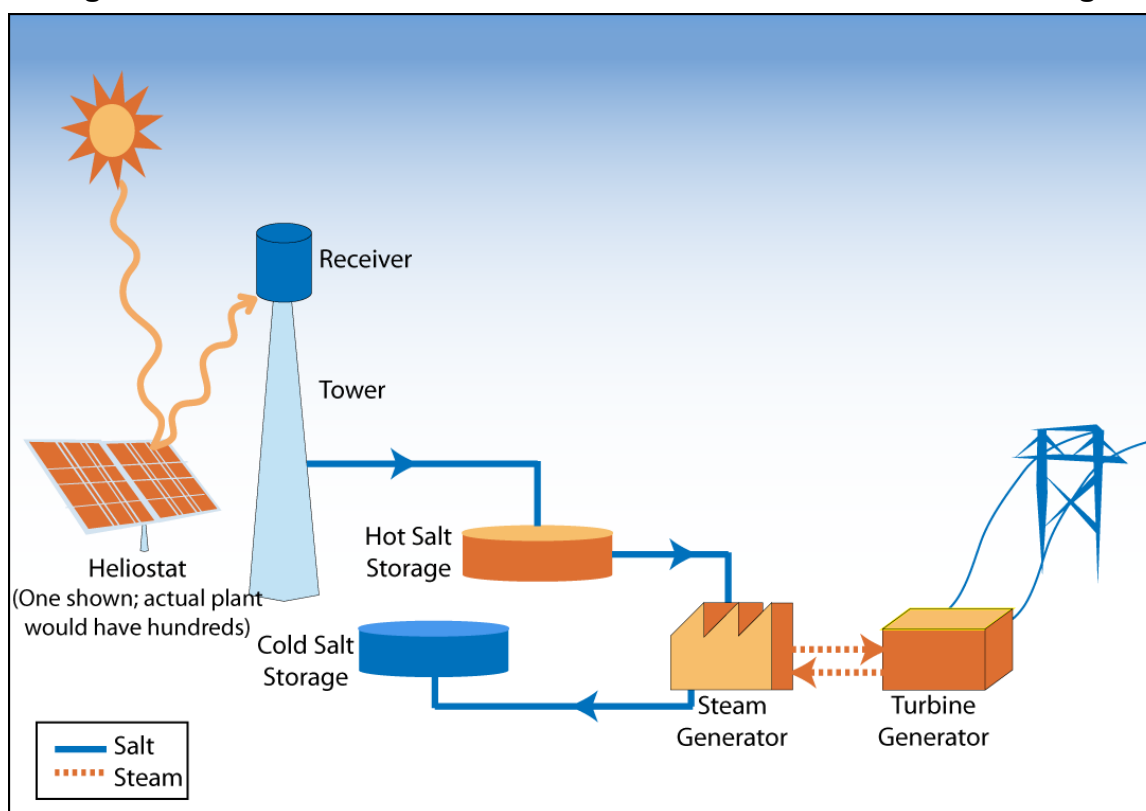 Receiver
Tower
Hot Salt
Storage
Heliostat
(One shown; actual plant
would have hundreds)
Cold Salt
Storage
Steam
Generator
Turbine
Generator
Salt
Steam